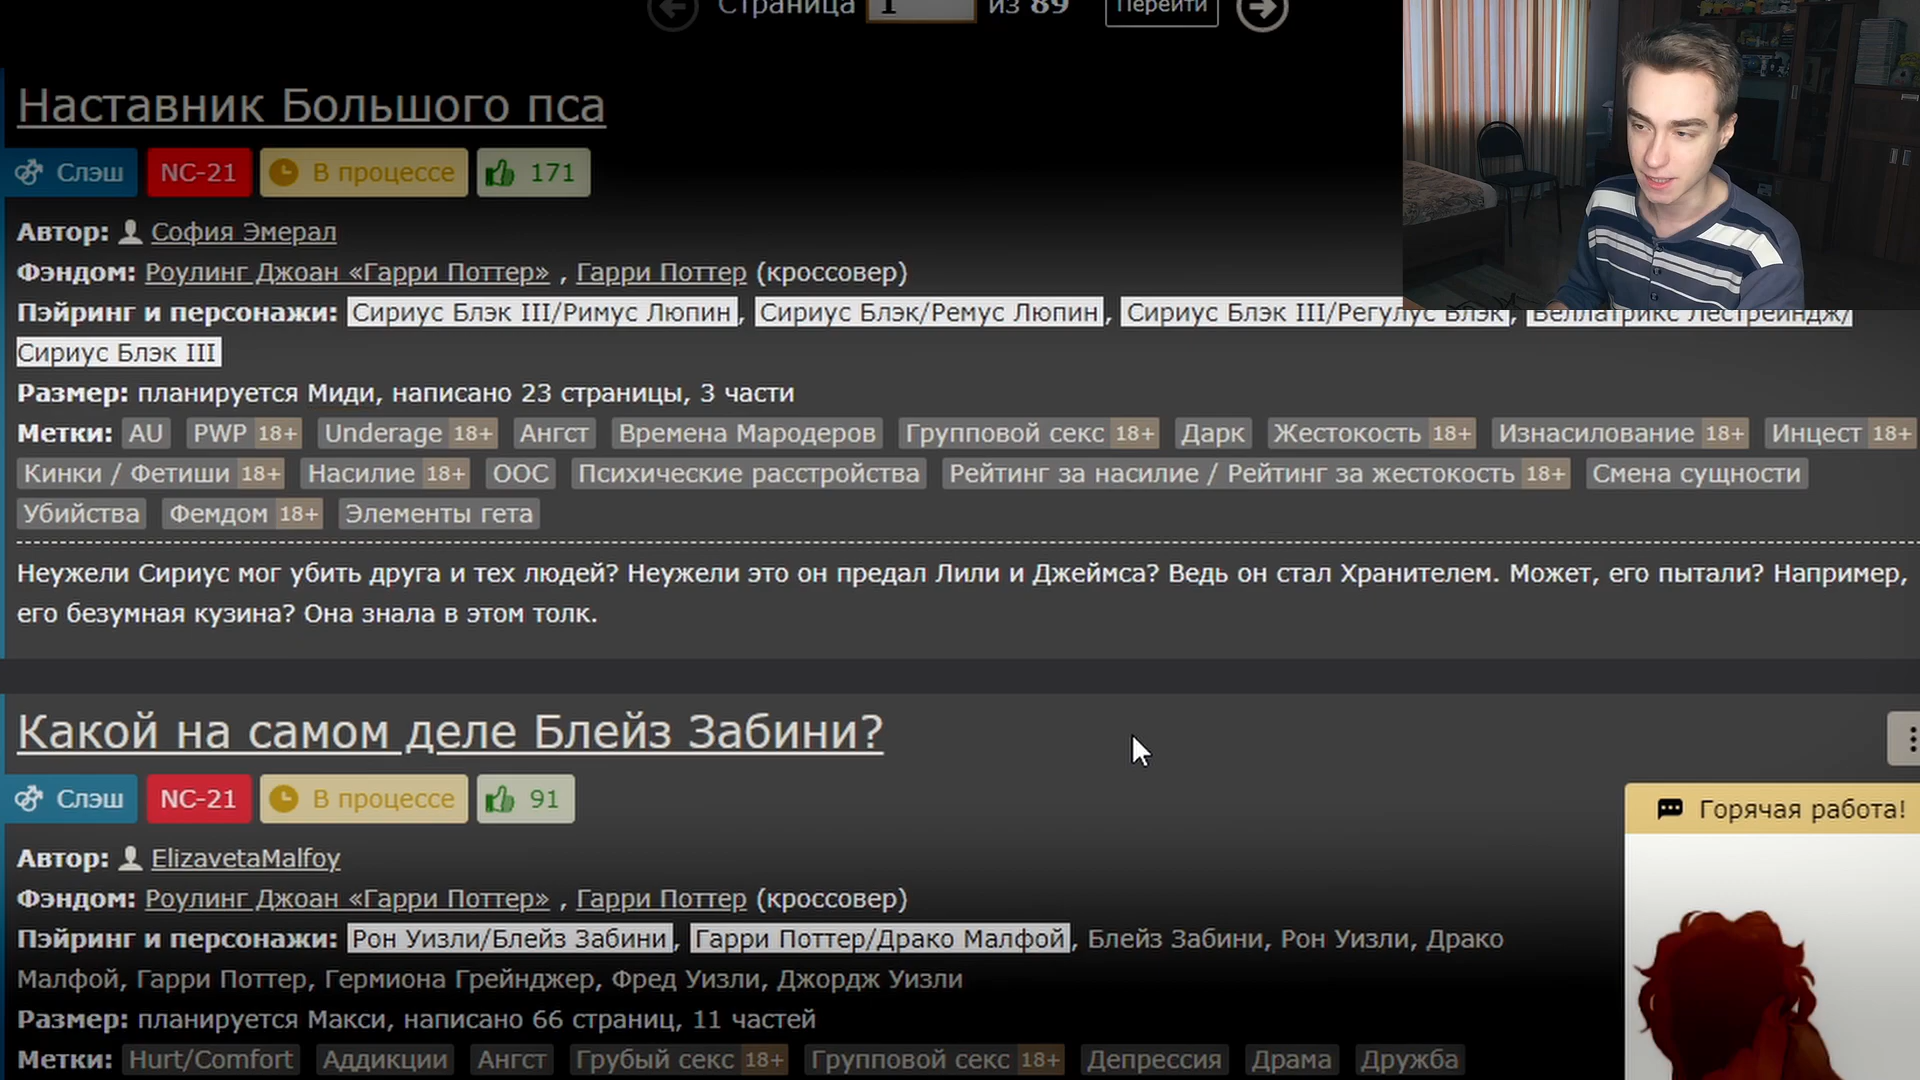 Страница 1 из 89 Перейти
Наставник Большого пса
Слэш NC-21 В процессе 171
Автор: София Эмерал
Фэндом: Роулинг Джоан «Гарри Поттер» , Гарри Поттер (кроссовер)
Пэйринг и персонажи: Сириус Блэк III/Римус Люпин, Сириус Блэк/Ремус Люпин, Сириус Блэк III/Регулус Блэк, Беллатрикс Лестрейндж/
Сириус Блэк III
Размер: планируется Миди, написано 23 страницы, 3 части
Метки: AU PWP 18+ Underage 18+ Ангст Времена Мародеров Групповой секс 18+ Дарк Жестокость 18+ Изнасилование 18+ Инцест 18+
Кинки / Фетиши 18+ Насилие 18+ ООС Психические расстройства Рейтинг за насилие / Рейтинг за жестокость 18+ Смена сущности
Убийства Фемдом 18+ Элементы гета
Неужели Сириус мог убить друга и тех людей? Неужели это он предал Лили и Джеймса? Ведь он стал Хранителем. Может, его пытали? Например,
его безумная кузина? Она знала в этом толк.
Какой на самом деле Блейз Забини?
Слэш NC-21 В процессе 91
Горячая работа!
Автор: ElizavetaMalfoy
Фэндом: Роулинг Джоан «Гарри Поттер» , Гарри Поттер (кроссовер)
Пэйринг и персонажи: Рон Уизли/Блейз Забини, Гарри Поттер/Драко Малфой, Блейз Забини, Рон Уизли, Драко
Малфой, Гарри Поттер, Гермиона Грейнджер, Фред Уизли, Джордж Уизли
Размер: планируется Макси, написано 66 страниц, 11 частей
Метки: Hurt/Comfort Аддикции Ангст Грубый секс 18+ Групповой секс 18+ Депрессия Драма Дружба